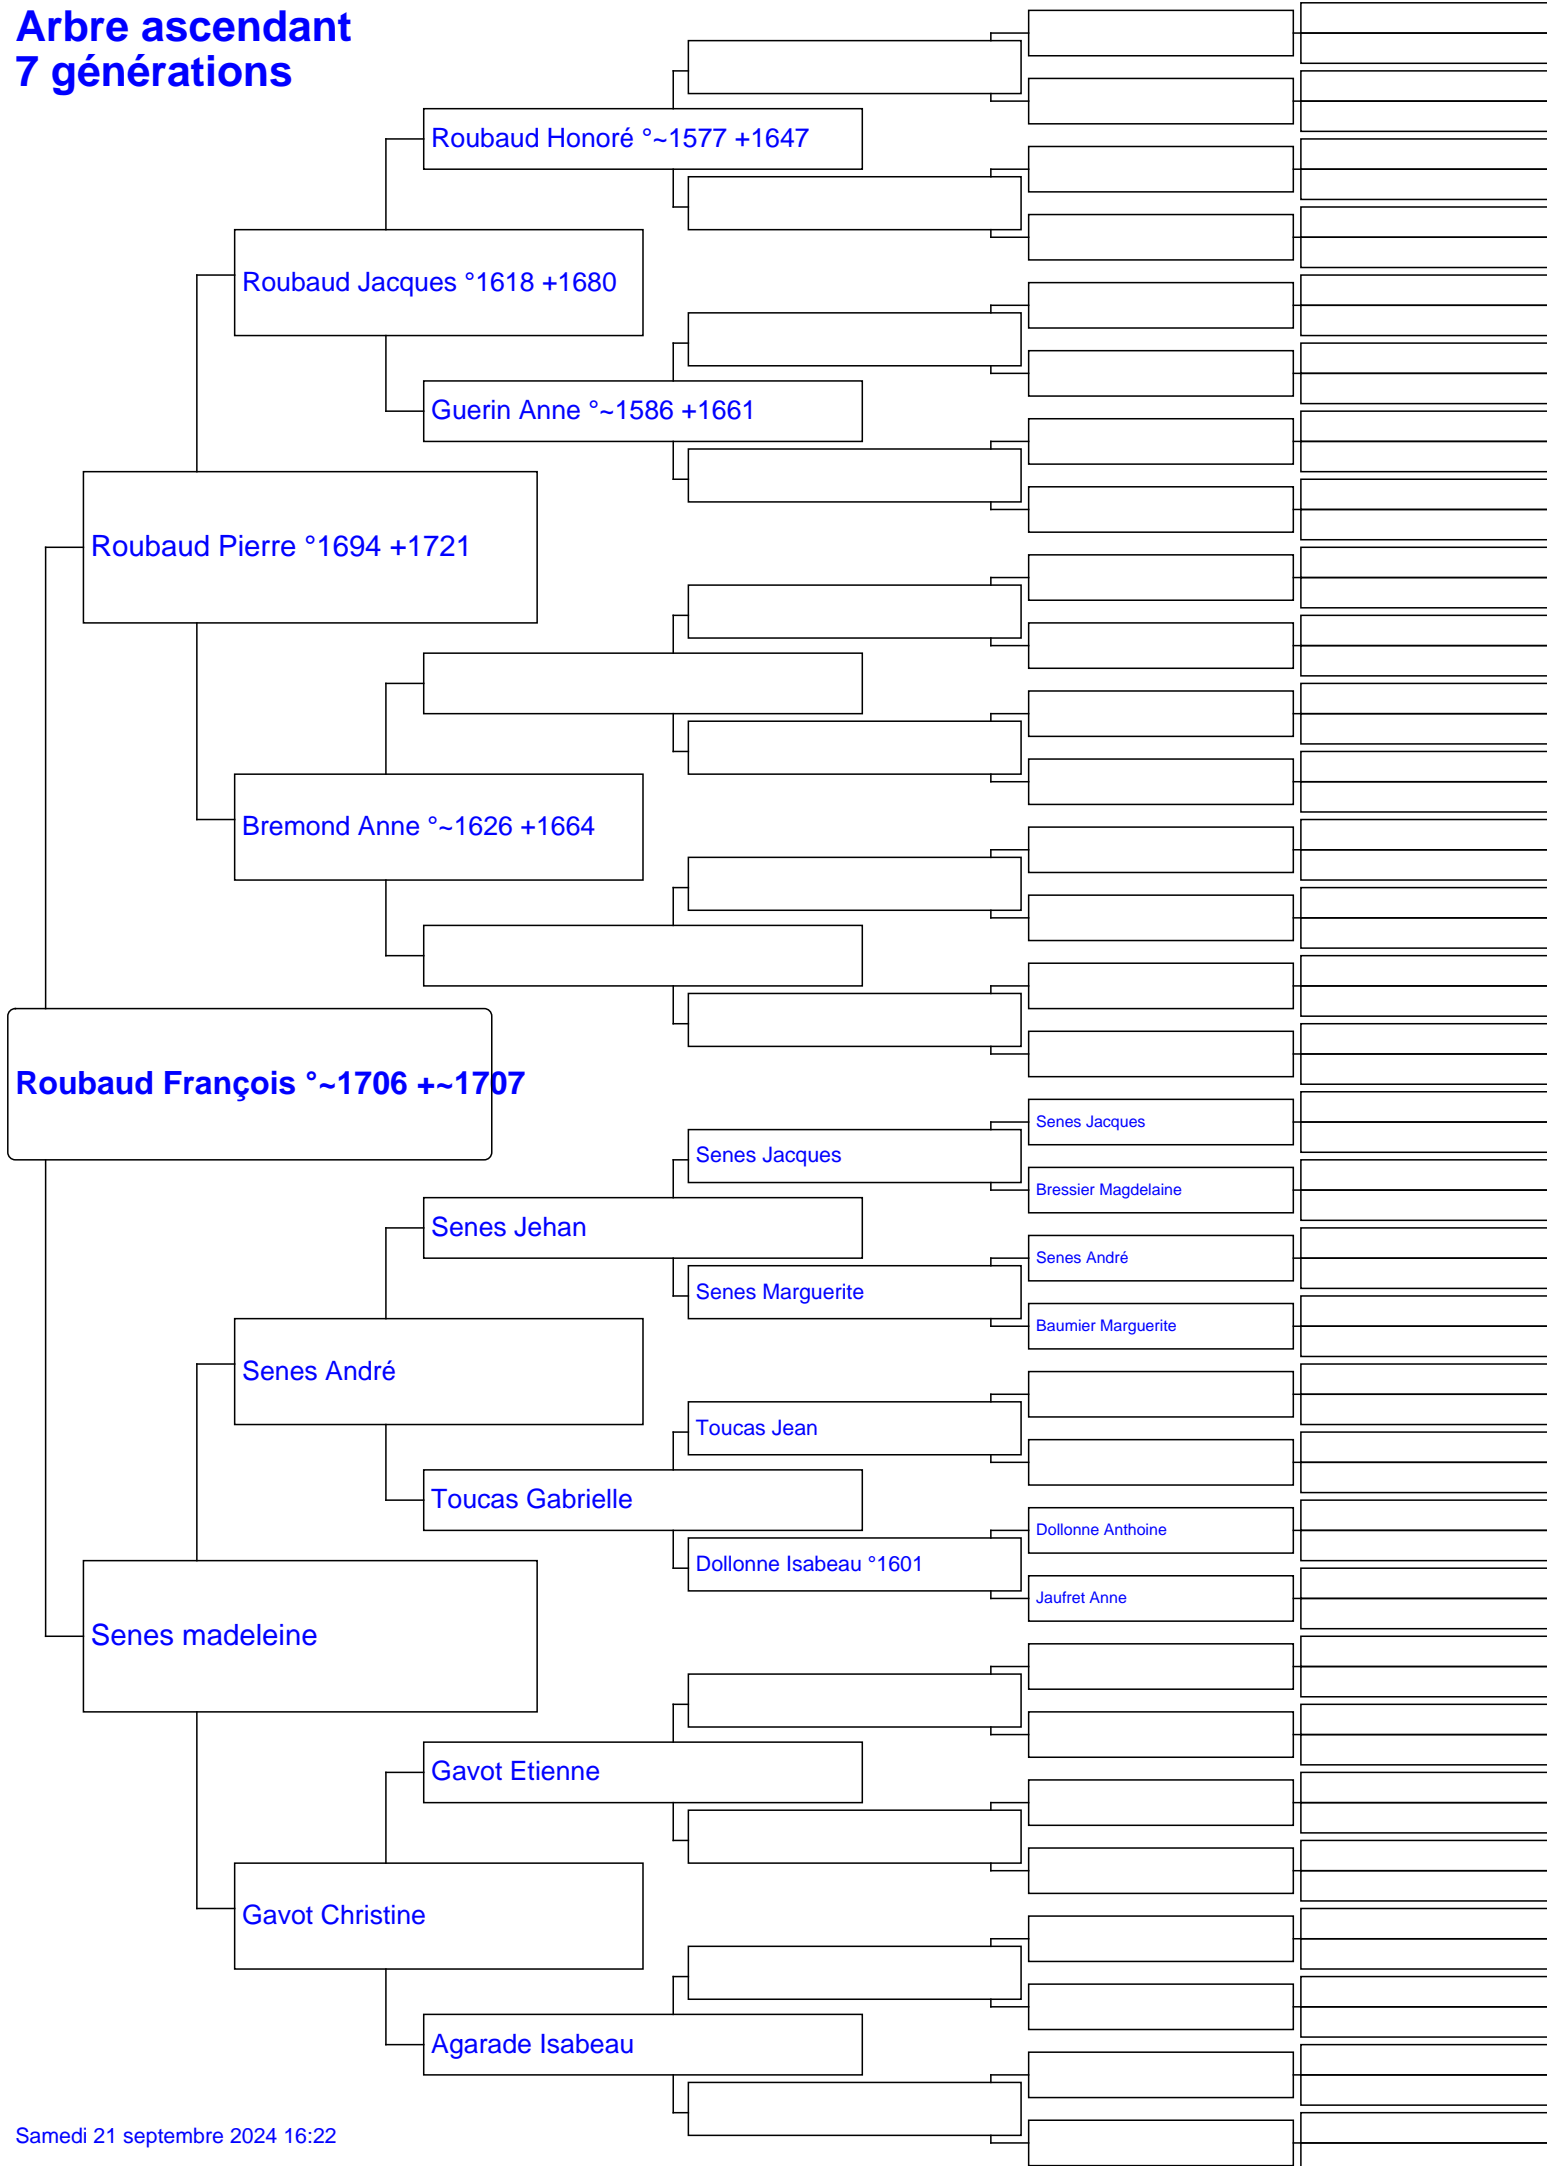 Arbre ascendant
7 générations
Roubaud Honoré °~1577 +1647
Roubaud Jacques °1618 +1680
Guerin Anne °~1586 +1661
Roubaud Pierre °1694 +1721
Bremond Anne °~1626 +1664
Roubaud François °~1706 +~1707
Senes Jacques
Senes Jacques
Bressier Magdelaine
Senes Jehan
Senes André
Senes Marguerite
Baumier Marguerite
Senes André
Toucas Jean
Toucas Gabrielle
Dollonne Anthoine
Dollonne Isabeau °1601
Jaufret Anne
Senes madeleine
Gavot Etienne
Gavot Christine
Agarade Isabeau
Samedi 21 septembre 2024 16:22